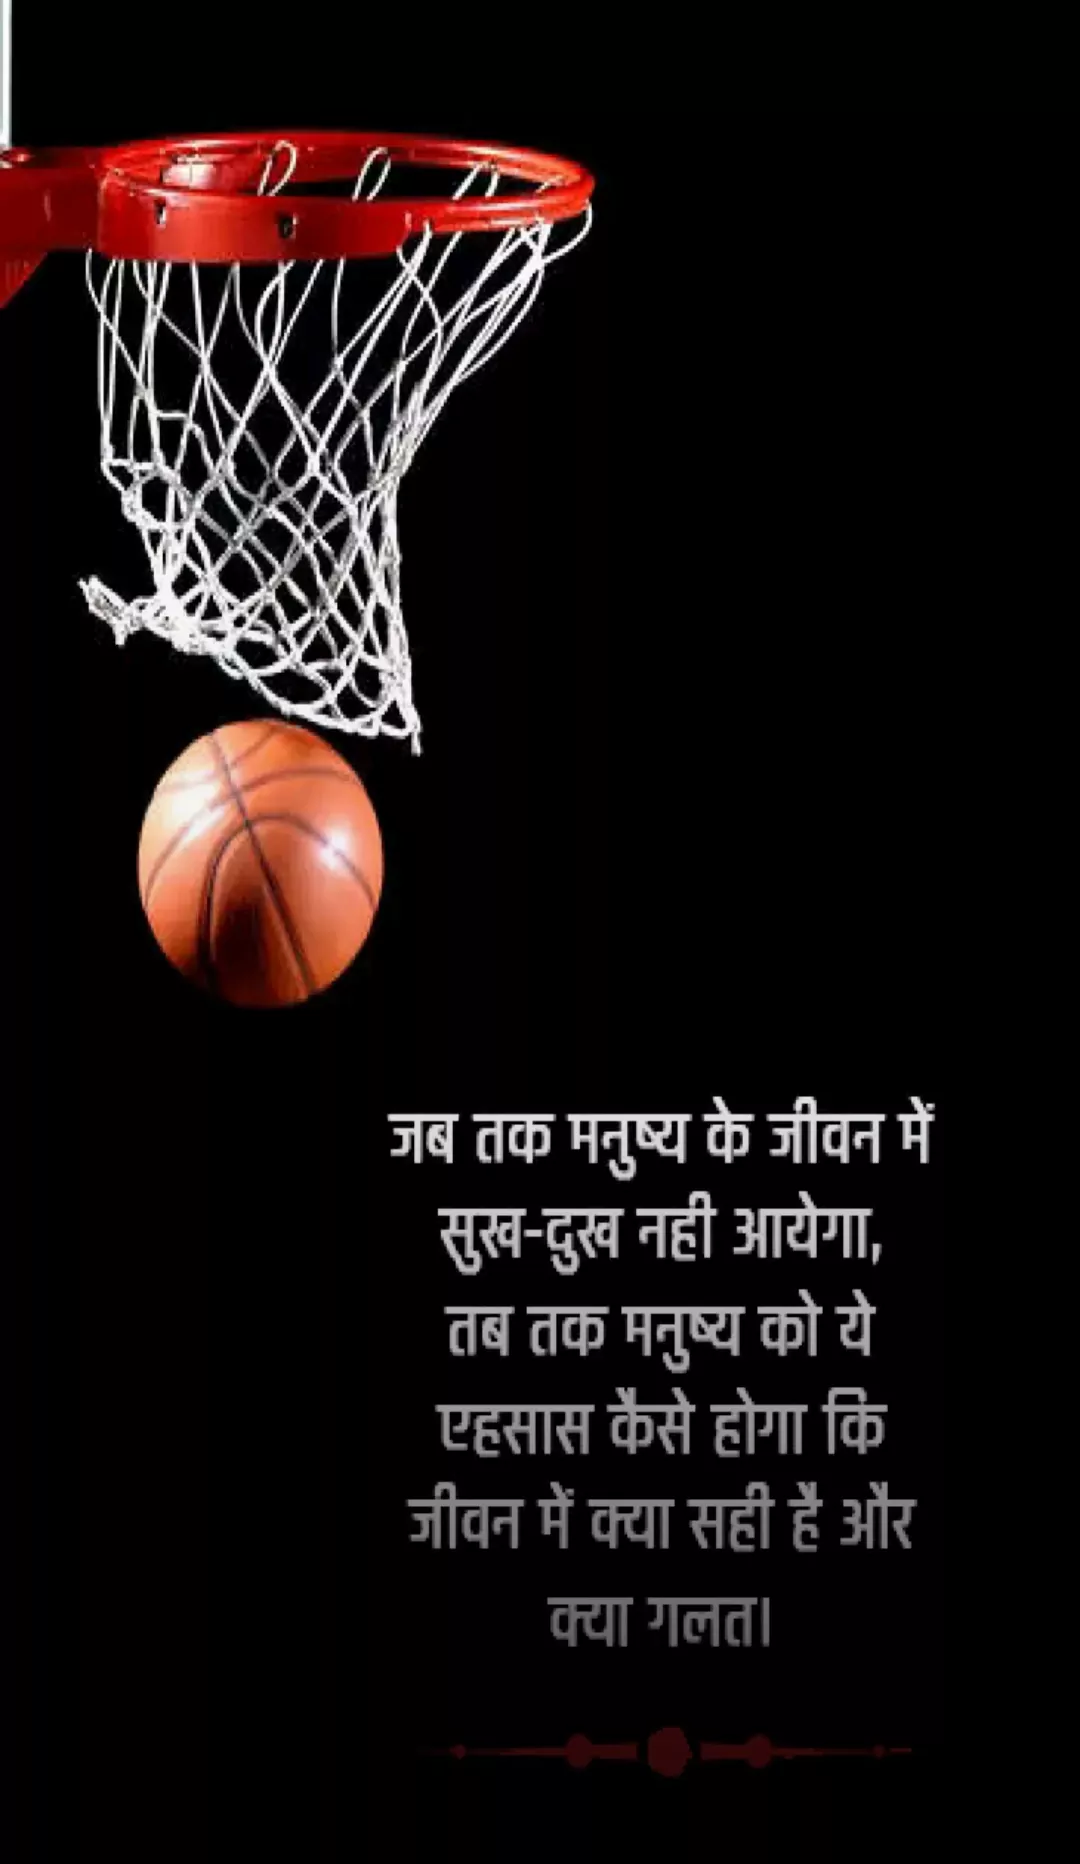 जब तक मनुष्य के जीवन में
सुख-दुख नही आयेगा,
तब तक मनुष्य को ये
एहसास कैसे होगा कि
जीवन में क्या सही है और
क्या गलत।